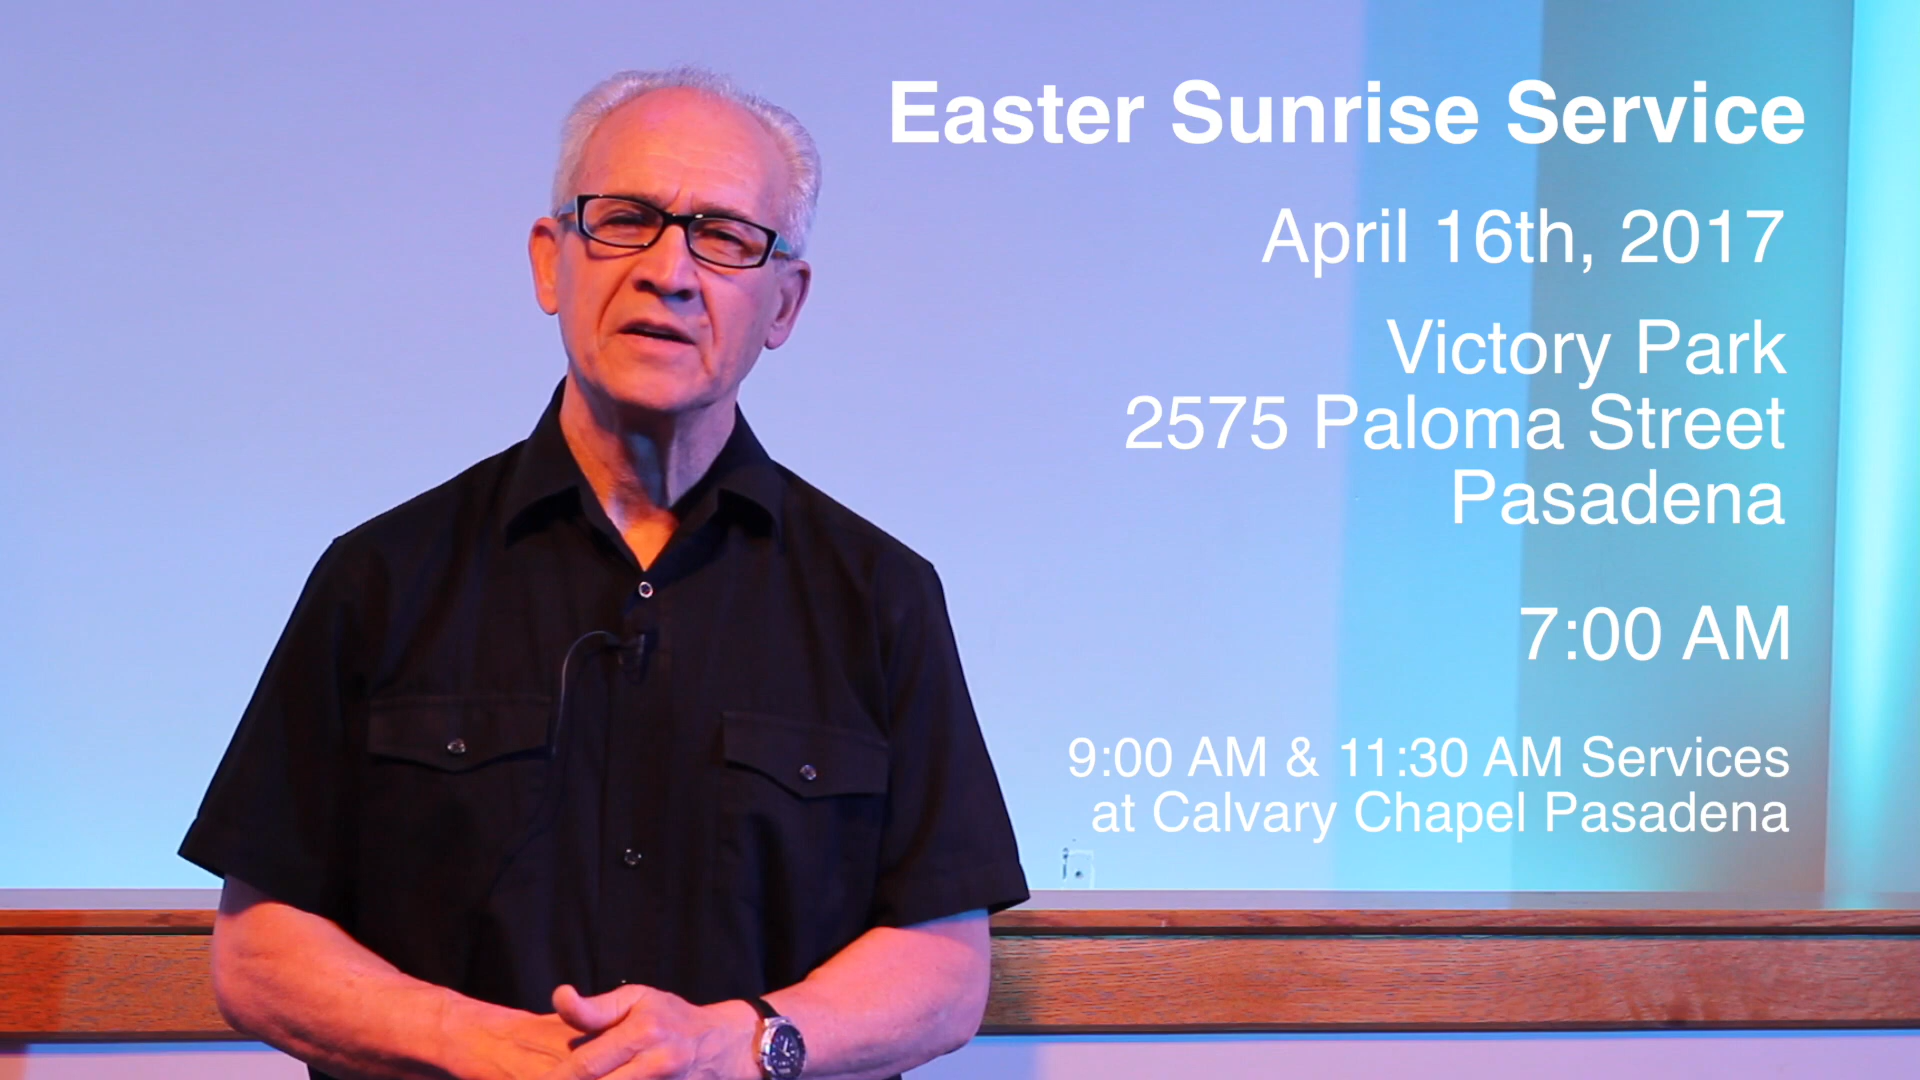 Easter Sunrise Service
April 16th, 2017
Victory Park
2575 Paloma Street
Pasadena
7:00 AM
9:00 AM & 11:30 AM Services
at Calvary Chapel Pasadena